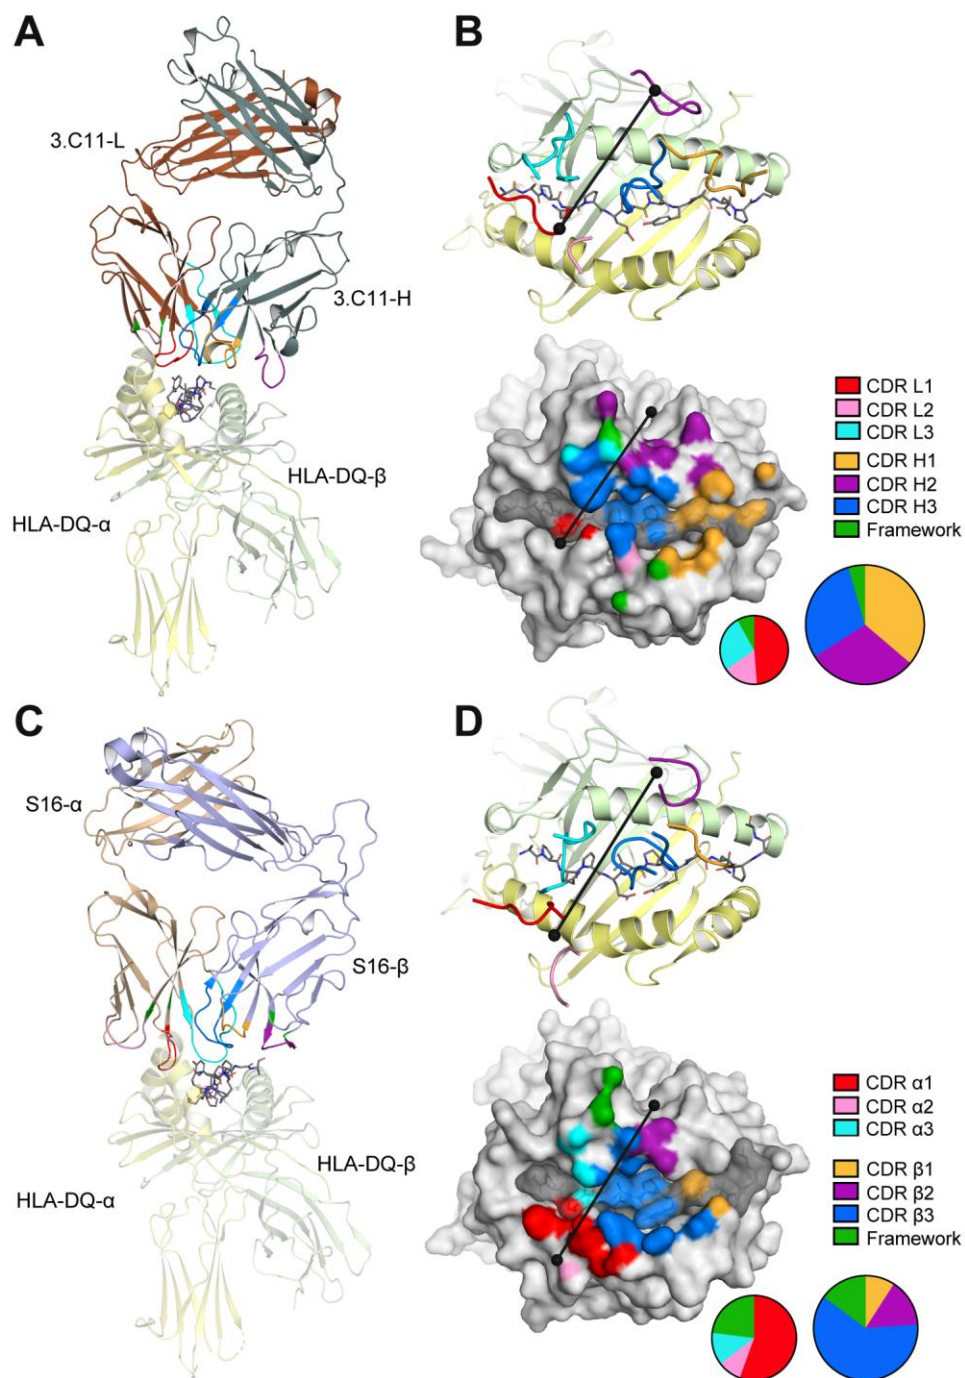 A
3.C11-L
3.C11-H
HLA-DQ-β
HLA-DQ-α
B
CDR L1
CDR L2
CDR L3
CDR H1
CDR H2
CDR H3
Framework
C
S16-α
S16-β
HLA-DQ-β
HLA-DQ-α
D
CDR α1
CDR α2
CDR α3
CDR β1
CDR β2
CDR β3
Framework